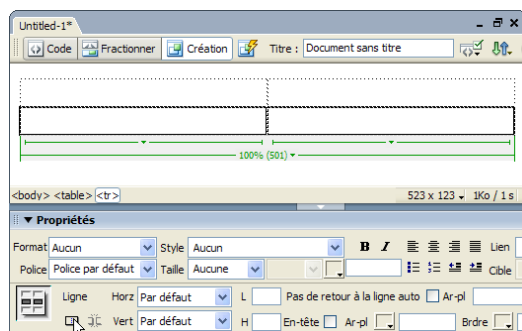 Untitled-1*
Code Fractionner Création Titre : Document sans titre
100% (501)
<body> <table> <tr> 523 x 123 1Ko / 1 s
Propriétés
Format Aucun Style Aucun B I Lien
Police Police par défaut Taille Aucune Cible
Ligne Horz Par défaut L Pas de retour à la ligne auto Ar-pl
Vert Par défaut H En-tête Ar-pl Brdre